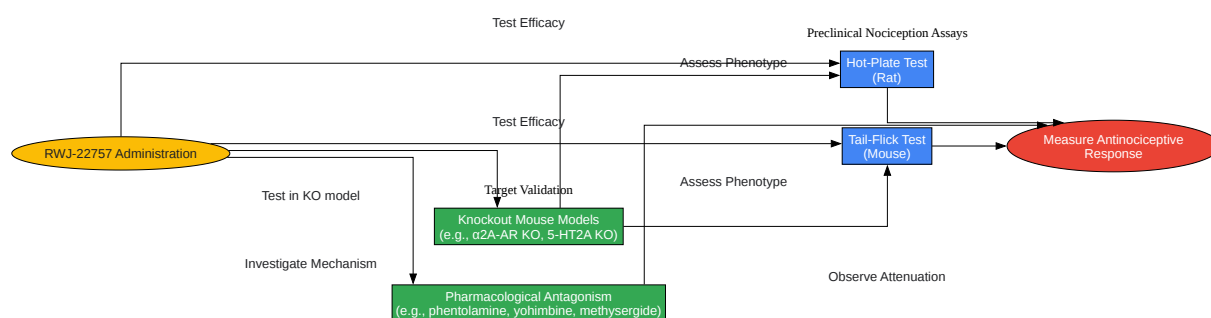 Test Efficacy
Preclinical Nociception Assays
Assess Phenotype
Hot-Plate Test
(Rat)
Test Efficacy
RWJ-22757 Administration
Tail-Flick Test
(Mouse)
Measure Antinociceptive
Response
Test in KO model
Target Validation
Assess Phenotype
Knockout Mouse Models
(e.g., α2A-AR KO, 5-HT2A KO)
Investigate Mechanism
Observe Attenuation
Pharmacological Antagonism
(e.g., phentolamine, yohimbine, methysergide)